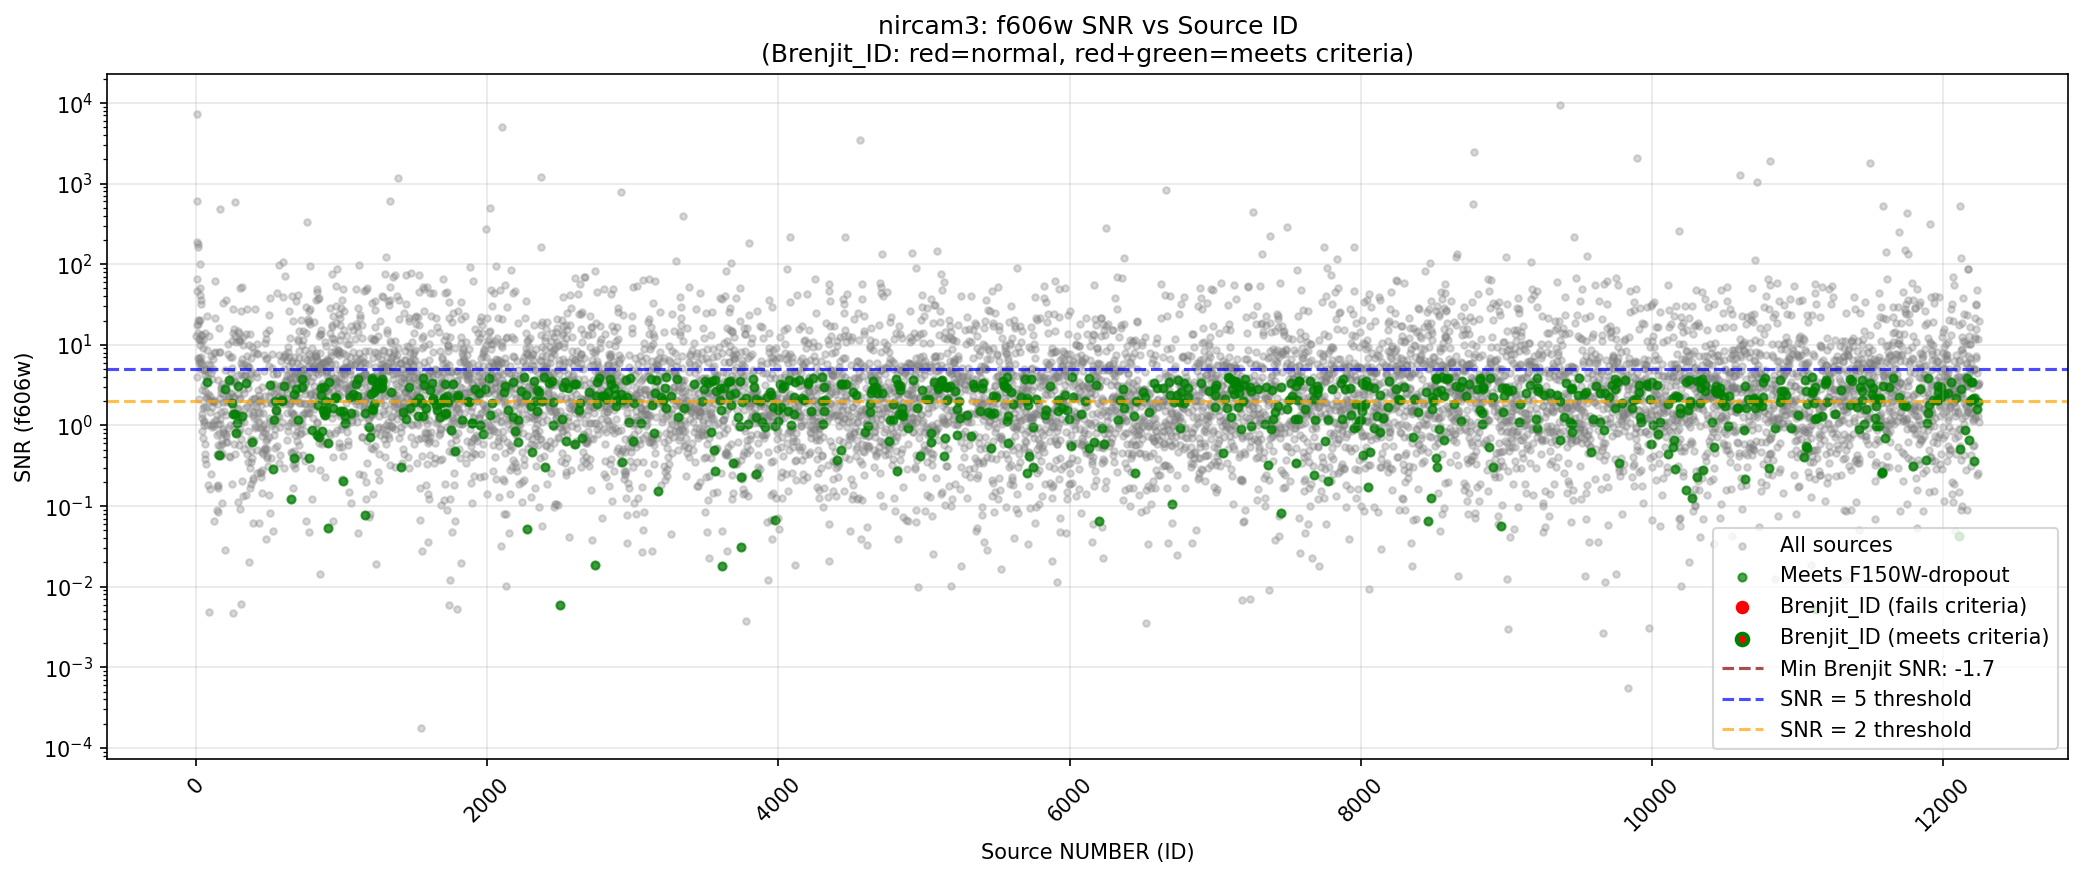 nircam3: f606w SNR vs Source ID
(Brenjit_ID: red=normal, red+green=meets criteria)
SNR (f606w)
10⁴
10³
10²
10¹
10⁰
10⁻¹
10⁻²
10⁻³
10⁻⁴
All sources
Meets F150W-dropout
Brenjit_ID (fails criteria)
Brenjit_ID (meets criteria)
Min Brenjit SNR: -1.7
SNR = 5 threshold
SNR = 2 threshold
0
2000
4000
6000
8000
10000
12000
Source NUMBER (ID)